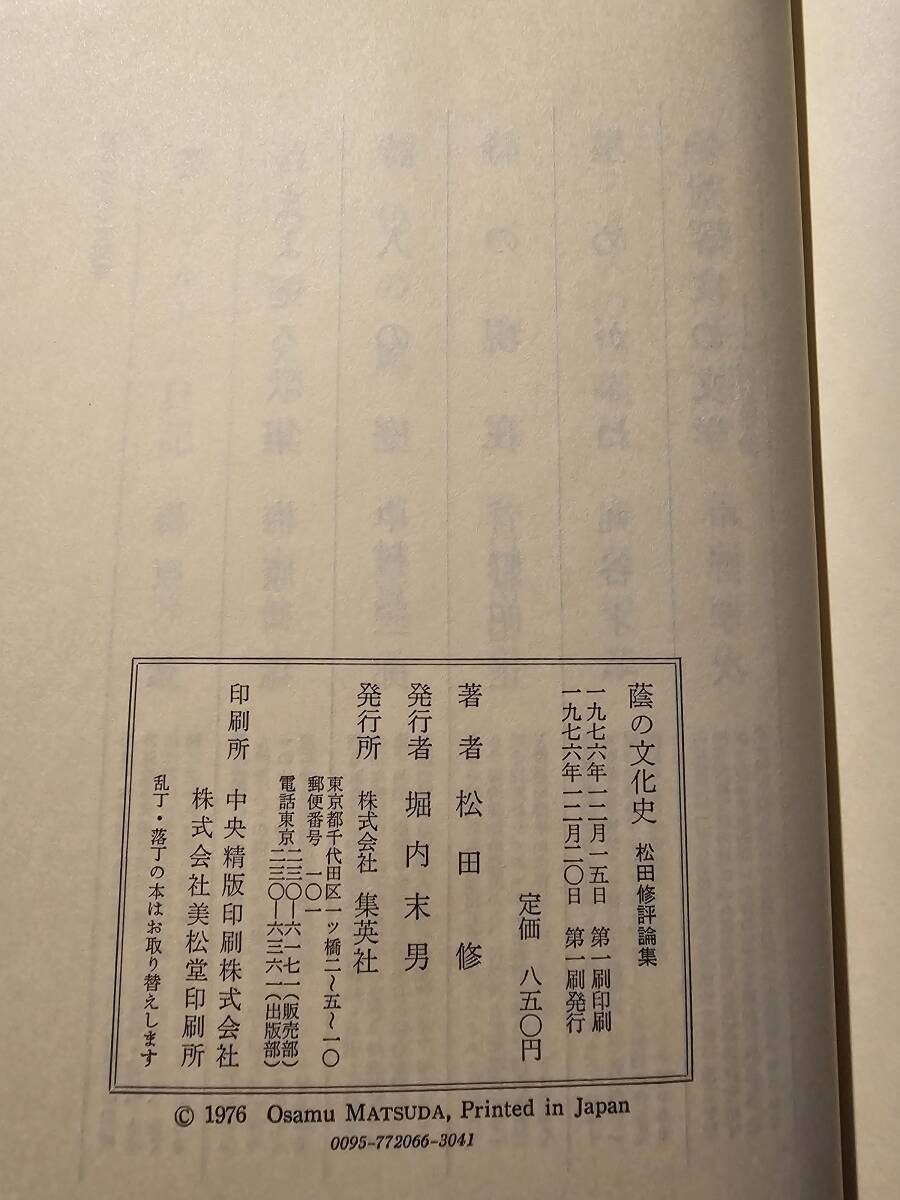 蔭の文化史 松田修評論集
一九七六年一二月一五日 第一刷印刷
一九七六年一二月二〇日 第一刷発行
定価 八五〇円
著者 松田修
発行者 堀内末男
発行所 株式会社 集英社
東京都千代田区一ッ橋二〜五〜一〇
郵便番号 一〇一
電話東京二三〇—六一七一(販売部)
二三〇—六三六一(出版部)
印刷所 中央精版印刷株式会社
株式会社美松堂印刷所
乱丁・落丁の本はお取り替えします
© 1976 Osamu MATSUDA, Printed in Japan
0095-772066-3041